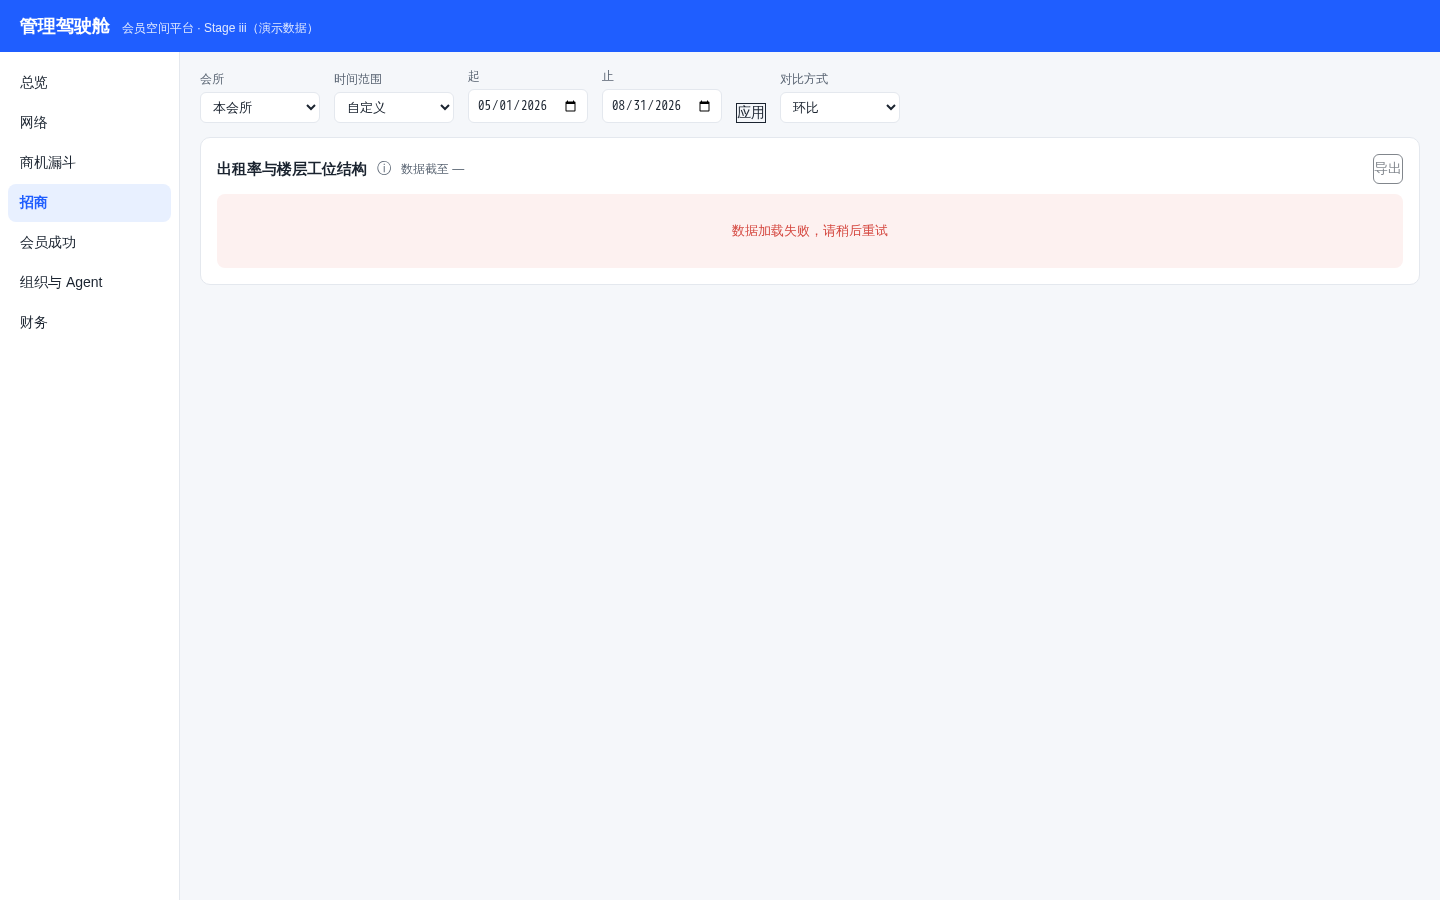 管理驾驶舱 会员空间平台 · Stage iii（演示数据）
总览
网络
商机漏斗
招商
会员成功
组织与 Agent
财务
会所 时间范围 起 止 对比方式
本会所 自定义 05/01/2026 08/31/2026 应用 环比
出租率与楼层工位结构 ⓘ 数据截至 — 导出
数据加载失败，请稍后重试